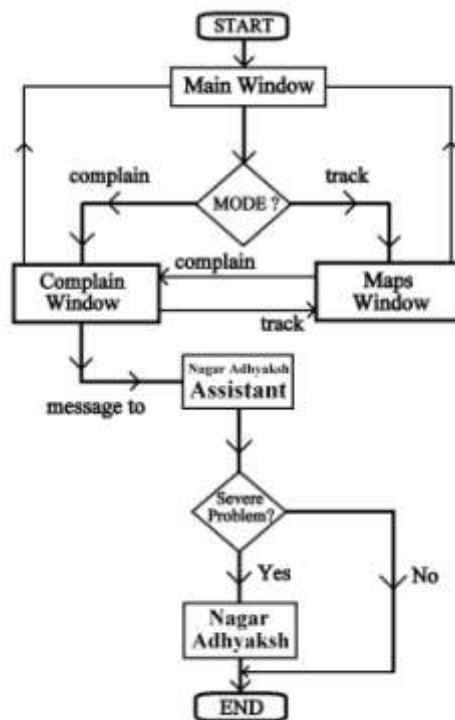 START
Main Window
complain
track
MODE ?
complain
Complain
Window
Maps
Window
track
message to
Nagar Adhyaksh
Assistant
Severe
Problem?
Yes
No
Nagar
Adhyaksh
END